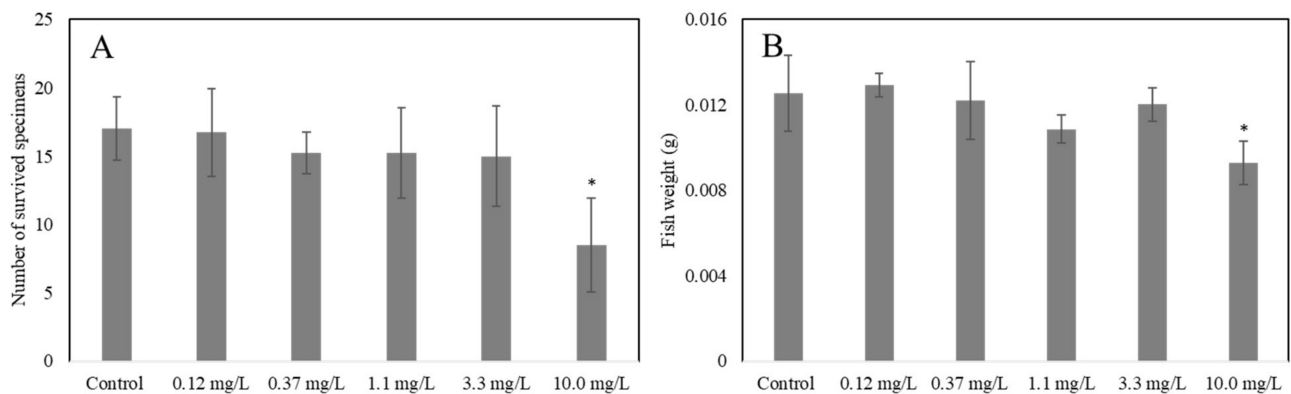 A
Number of survived specimens
25
20
15
10
5
0
*
Control 0.12 mg/L 0.37 mg/L 1.1 mg/L 3.3 mg/L 10.0 mg/L
B
Fish weight (g)
0.016
0.012
0.008
0.004
0
*
Control 0.12 mg/L 0.37 mg/L 1.1 mg/L 3.3 mg/L 10.0 mg/L